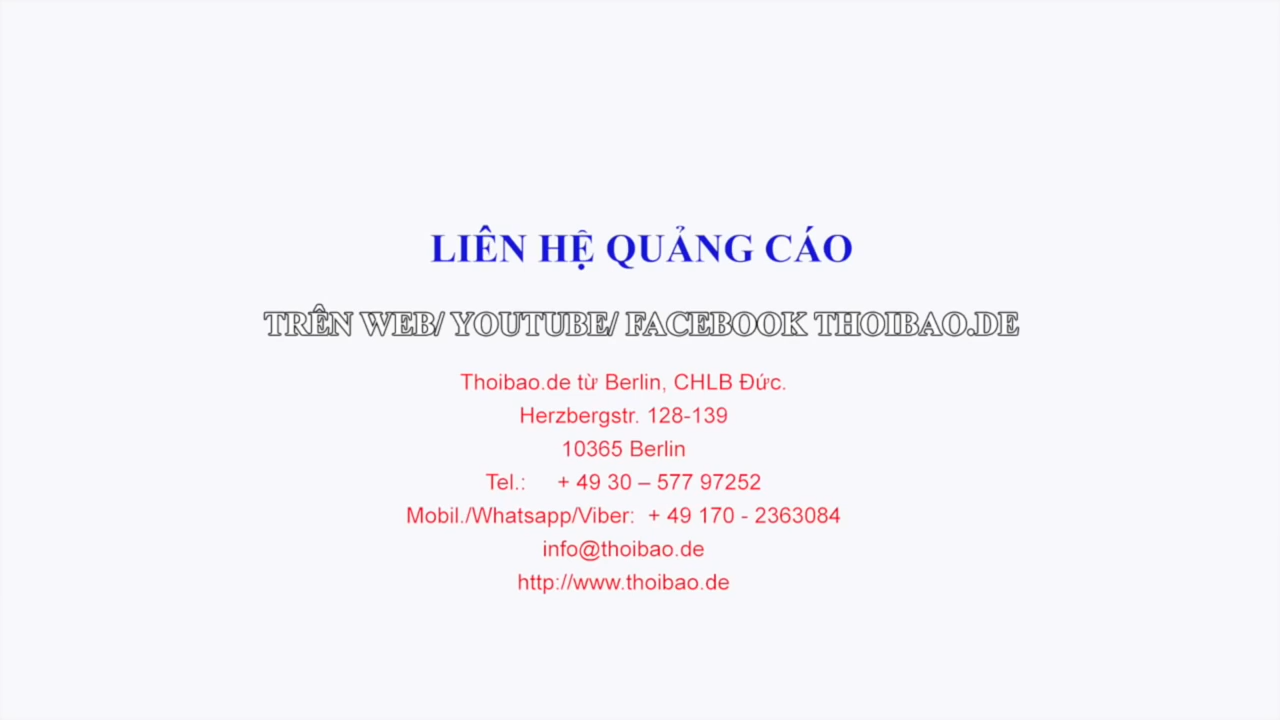 LIÊN HỆ QUẢNG CÁO
TRÊN WEB/ YOUTUBE/ FACEBOOK THOIBAO.DE
Thoibao.de từ Berlin, CHLB Đức.
Herzbergstr. 128-139
10365 Berlin
Tel.: + 49 30 – 577 97252
Mobil./Whatsapp/Viber: + 49 170 - 2363084
info@thoibao.de
http://www.thoibao.de